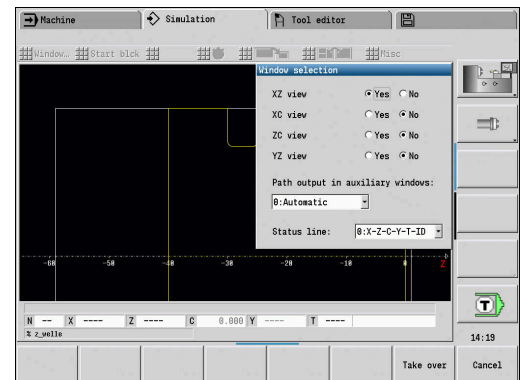 Machine Simulation Tool editor
Window… Start blck Misc
Window selection
XZ view Yes No
XC view Yes No
ZC view Yes No
YZ view Yes No
Path output in auxiliary windows:
0:Automatic
Status line: 0:X-Z-C-Y-T-ID
-60 -50 -40 -30 -20 -10 0 Z
N -- X ---- Z ---- C 0.000 Y ---- T ----
% z_welle
T
14:19
Take over Cancel